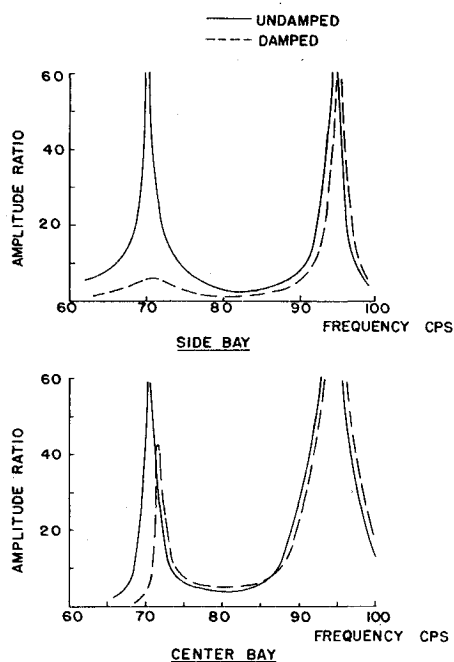 UNDAMPED
DAMPED
AMPLITUDE RATIO
60
40
20
60 70 80 90 100
FREQUENCY CPS
SIDE BAY
AMPLITUDE RATIO
60
40
20
60 70 80 90 100
FREQUENCY CPS
CENTER BAY